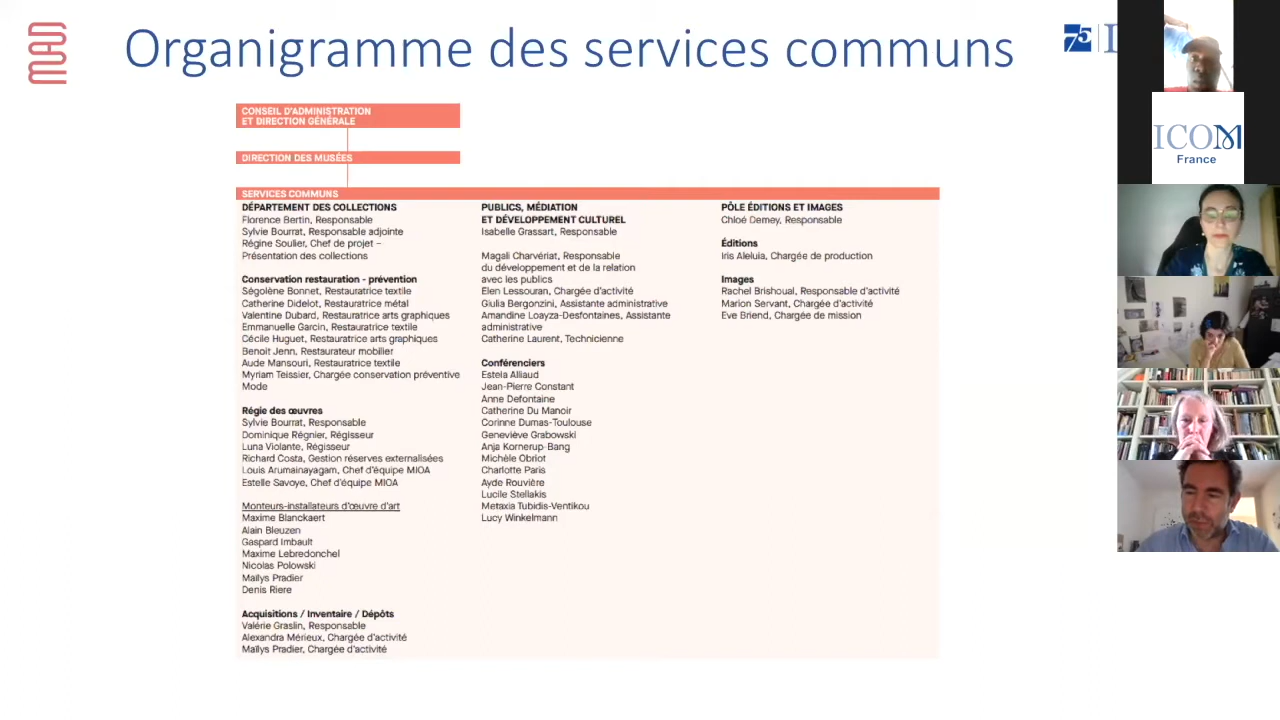 MAD
Organigramme des services communs
75
I
CONSEIL D'ADMINISTRATION
ET DIRECTION GÉNÉRALE
DIRECTION DES MUSÉES
SERVICES COMMUNS
DÉPARTEMENT DES COLLECTIONS
Florence Bertin, Responsable
Sylvie Bourrat, Responsable adjointe
Régine Soulier, Chef de projet –
Présentation des collections
Conservation restauration - prévention
Ségolène Bonnet, Restauratrice textile
Catherine Didelot, Restauratrice métal
Valentine Dubard, Restauratrice arts graphiques
Emmanuelle Garcin, Restauratrice textile
Cécile Huguet, Restauratrice arts graphiques
Benoit Jenn, Restaurateur mobilier
Aude Mansouri, Restauratrice textile
Myriam Teissier, Chargée conservation préventive
Mode
Régie des œuvres
Sylvie Bourrat, Responsable
Dominique Régnier, Régisseur
Luna Violante, Régisseur
Richard Costa, Gestion réserves externalisées
Louis Arumainayagam, Chef d'équipe MIOA
Estelle Savoye, Chef d'équipe MIOA
Monteurs-installateurs d'œuvre d'art
Maxime Blanckaert
Alain Bleuzen
Gaspard Imbault
Maxime Lebredonchel
Nicolas Polowski
Maïlys Pradier
Denis Riere
Acquisitions / Inventaire / Dépôts
Valérie Graslin, Responsable
Alexandra Mérieux, Chargée d'activité
Maïlys Pradier, Chargée d'activité
PUBLICS, MÉDIATION
ET DÉVELOPPEMENT CULTUREL
Isabelle Grassart, Responsable
Magali Charvériat, Responsable
du développement et de la relation
avec les publics
Elen Lessouran, Chargée d'activité
Giulia Bergonzini, Assistante administrative
Amandine Loayza-Desfontaines, Assistante
administrative
Catherine Laurent, Technicienne
Conférenciers
Estela Alliaud
Jean-Pierre Constant
Anne Defontaine
Catherine Du Manoir
Corinne Dumas-Toulouse
Geneviève Grabowski
Anja Kornerup-Bang
Michèle Obriot
Charlotte Paris
Ayde Rouvière
Lucile Stellakis
Metaxia Tubidis-Ventikou
Lucy Winkelmann
PÔLE ÉDITIONS ET IMAGES
Chloé Demey, Responsable
Éditions
Iris Aleluia, Chargée de production
Images
Rachel Brishoual, Responsable d'activité
Marion Servant, Chargée d'activité
Eve Briend, Chargée de mission
ICOM
France